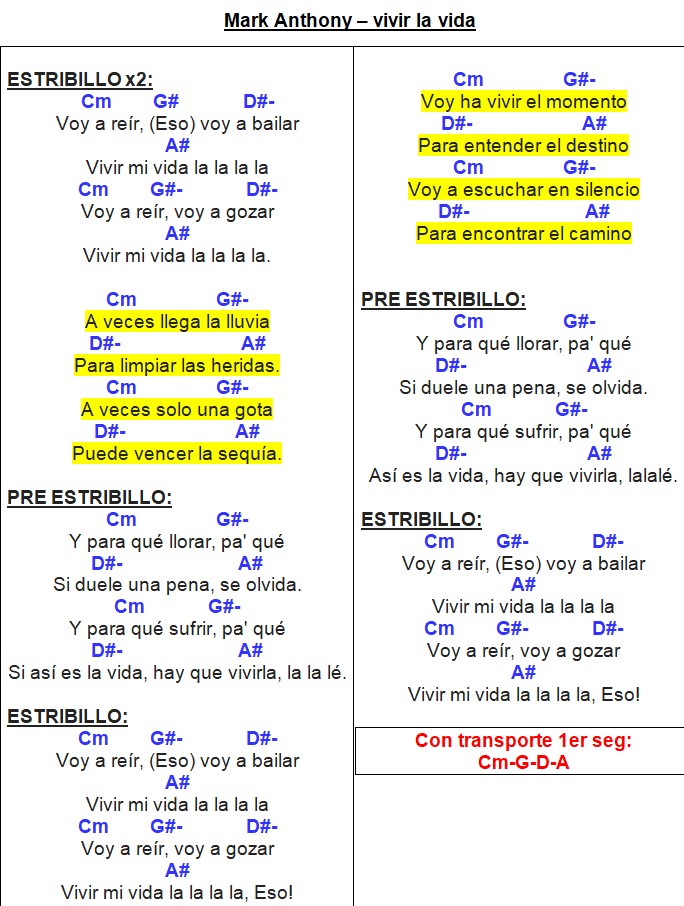 Mark Anthony – vivir la vida
ESTRIBILLO x2:
Cm G# D#-
Voy a reír, (Eso) voy a bailar
A#
Vivir mi vida la la la la
Cm G#- D#-
Voy a reír, voy a gozar
A#
Vivir mi vida la la la la.
Cm G#-
A veces llega la lluvia
D#- A#
Para limpiar las heridas.
Cm G#-
A veces solo una gota
D#- A#
Puede vencer la sequía.
PRE ESTRIBILLO:
Cm G#-
Y para qué llorar, pa' qué
D#- A#
Si duele una pena, se olvida.
Cm G#-
Y para qué sufrir, pa' qué
D#- A#
Si así es la vida, hay que vivirla, la la lé.
ESTRIBILLO:
Cm G#- D#-
Voy a reír, (Eso) voy a bailar
A#
Vivir mi vida la la la la
Cm G#- D#-
Voy a reír, voy a gozar
A#
Vivir mi vida la la la la, Eso!
Cm G#-
Voy ha vivir el momento
D#- A#
Para entender el destino
Cm G#-
Voy a escuchar en silencio
D#- A#
Para encontrar el camino
PRE ESTRIBILLO:
Cm G#-
Y para qué llorar, pa' qué
D#- A#
Si duele una pena, se olvida.
Cm G#-
Y para qué sufrir, pa' qué
D#- A#
Así es la vida, hay que vivirla, lalalé.
ESTRIBILLO:
Cm G#- D#-
Voy a reír, (Eso) voy a bailar
A#
Vivir mi vida la la la la
Cm G#- D#-
Voy a reír, voy a gozar
A#
Vivir mi vida la la la la, Eso!
Con transporte 1er seg:
Cm-G-D-A